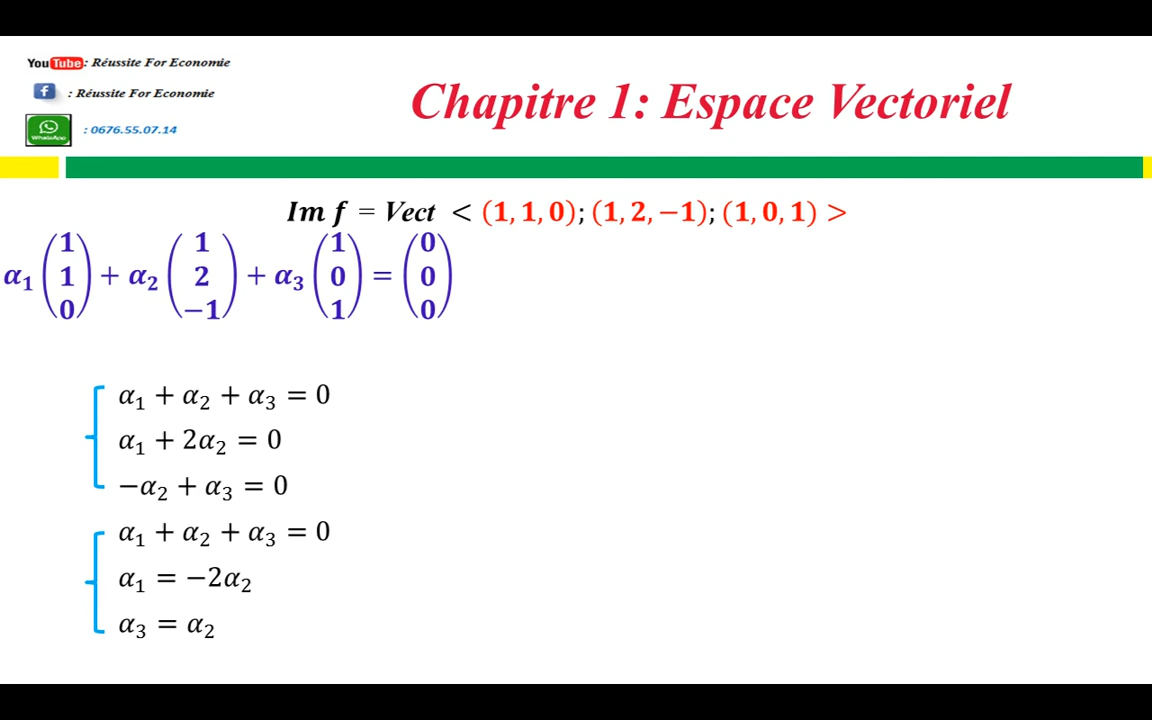 YouTube : Réussite For Economie
f : Réussite For Economie
WhatsApp : 0676.55.07.14
Chapitre 1: Espace Vectoriel
Im f = Vect < (1, 1, 0); (1, 2, −1); (1, 0, 1) >
α₁ (1 1 0) + α₂ (1 2 −1) + α₃ (1 0 1) = (0 0 0)
α₁ + α₂ + α₃ = 0
α₁ + 2α₂ = 0
−α₂ + α₃ = 0
α₁ + α₂ + α₃ = 0
α₁ = −2α₂
α₃ = α₂